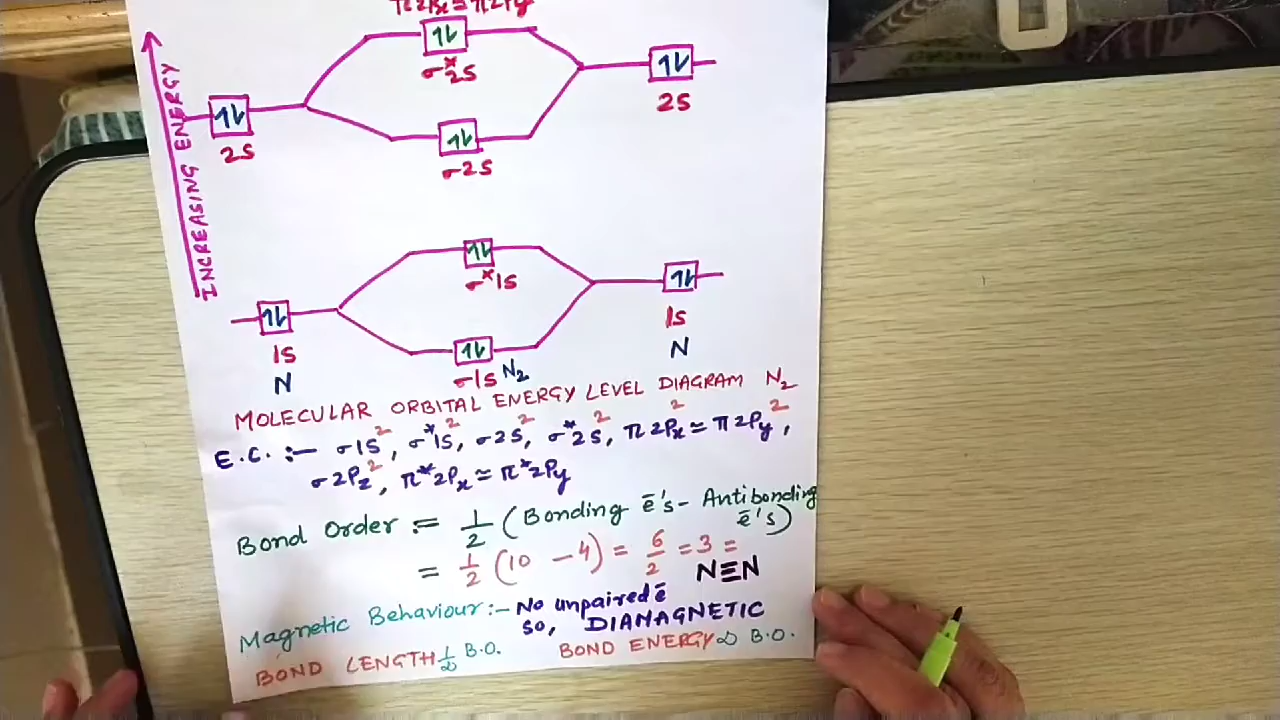 π2Px≃π2Py
σ*2S
2S
2S
σ2S
INCREASING ENERGY
σ*1S
1S
N
1S
N
σ1S N₂
MOLECULAR ORBITAL ENERGY LEVEL DIAGRAM N₂
E.C. :- σ1S², σ*1S², σ2S², σ*2S², π2Px² ≃ π2Py²,
σ2Pz², π*2Px ≃ π*2Py
Bond Order := 1/2 (Bonding ē's - Antibonding
ē's)
= 1/2 (10 - 4) = 6/2 = 3 =
N≡N
Magnetic Behaviour :- No unpaired ē
so, DIANAGNETIC
BOND LENGTH 1/∝ B.O. BOND ENERGY ∝ B.O.